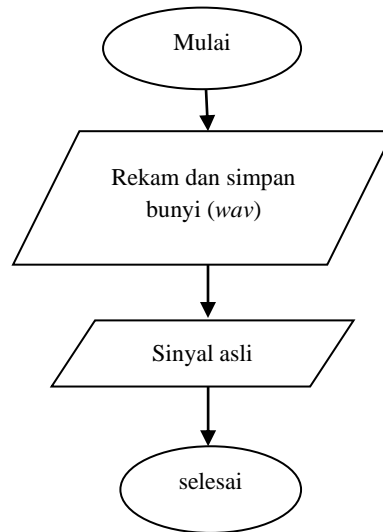 Mulai
Rekam dan simpan
bunyi (wav)
Sinyal asli
selesai